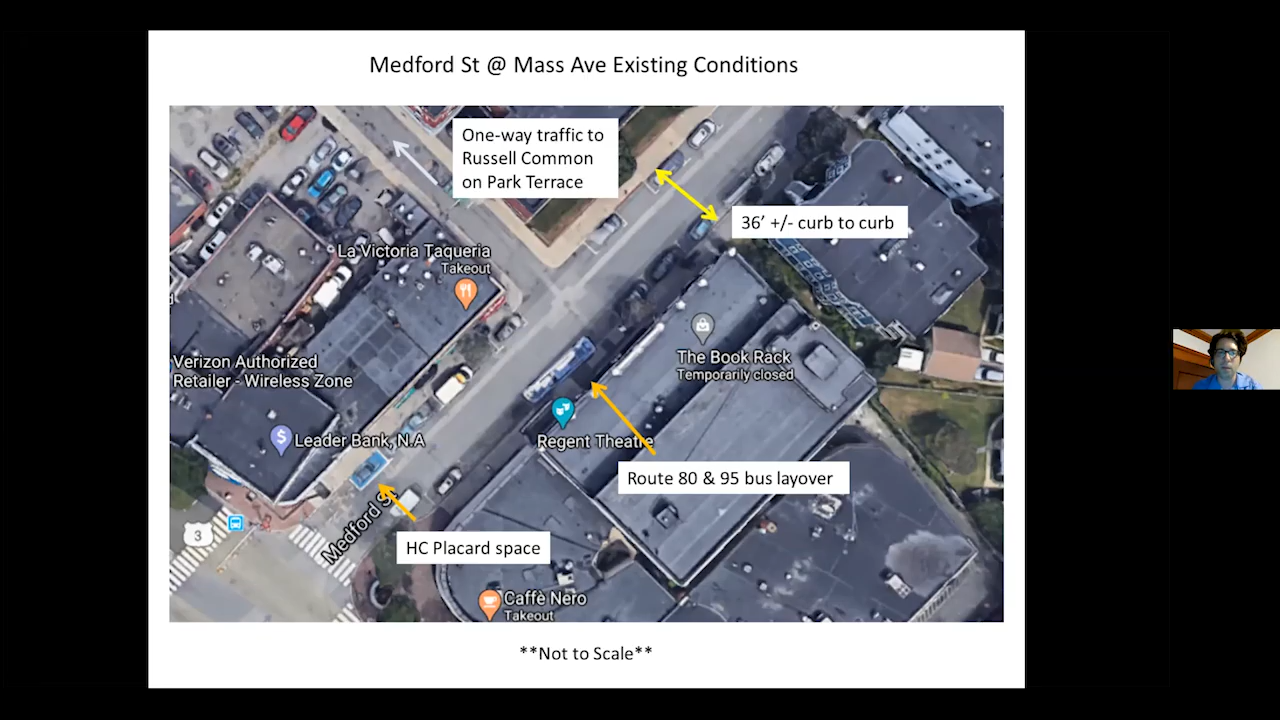 Medford St @ Mass Ave Existing Conditions
One-way traffic to
Russell Common
on Park Terrace
36’ +/- curb to curb
La Victoria Taqueria
Takeout
The Book Rack
Temporarily closed
Verizon Authorized
Retailer - Wireless Zone
Leader Bank, N.A
Regent Theatre
Route 80 & 95 bus layover
Medford St
3
HC Placard space
Caffè Nero
Takeout
**Not to Scale**